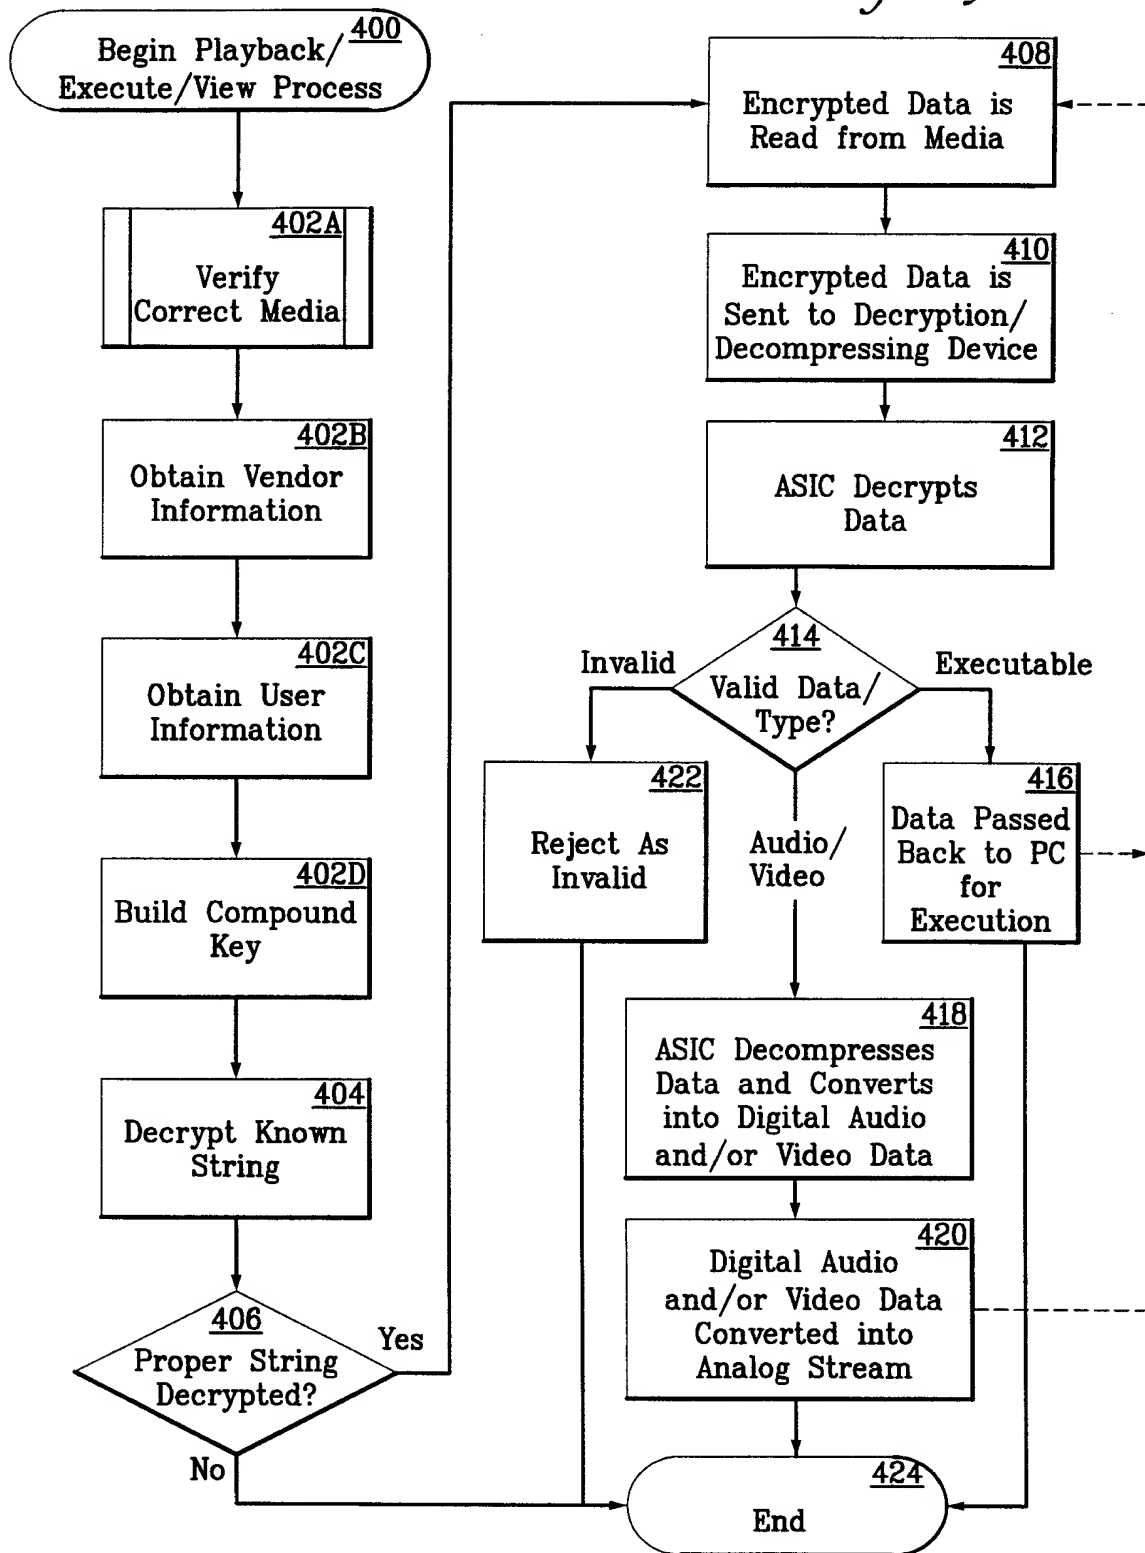 400
Begin Playback/
Execute/View Process
402A
Verify
Correct Media
402B
Obtain Vendor
Information
402C
Obtain User
Information
402D
Build Compound
Key
404
Decrypt Known
String
406
Proper String
Decrypted?
Yes
No
408
Encrypted Data is
Read from Media
410
Encrypted Data is
Sent to Decryption/
Decompressing Device
412
ASIC Decrypts
Data
414
Valid Data/
Type?
Invalid
Executable
Audio/
Video
422
Reject As
Invalid
416
Data Passed
Back to PC
for
Execution
418
ASIC Decompresses
Data and Converts
into Digital Audio
and/or Video Data
420
Digital Audio
and/or Video Data
Converted into
Analog Stream
424
End